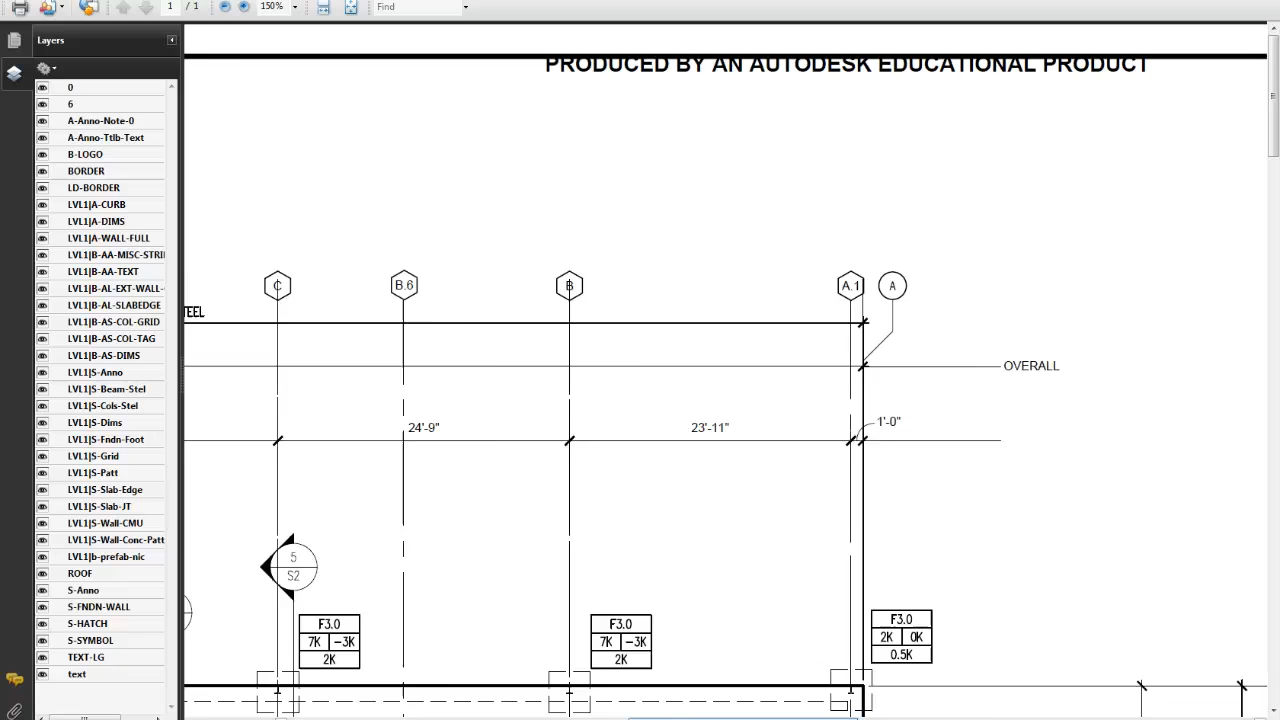 1 / 1
150%
Find
Layers
0
6
A-Anno-Note-0
A-Anno-Ttlb-Text
B-LOGO
BORDER
LD-BORDER
LVL1|A-CURB
LVL1|A-DIMS
LVL1|A-WALL-FULL
LVL1|B-AA-MISC-STRI
LVL1|B-AA-TEXT
LVL1|B-AL-EXT-WALL-
LVL1|B-AL-SLABEDGE
LVL1|B-AS-COL-GRID
LVL1|B-AS-COL-TAG
LVL1|B-AS-DIMS
LVL1|S-Anno
LVL1|S-Beam-Stel
LVL1|S-Cols-Stel
LVL1|S-Dims
LVL1|S-Fndn-Foot
LVL1|S-Grid
LVL1|S-Patt
LVL1|S-Slab-Edge
LVL1|S-Slab-JT
LVL1|S-Wall-CMU
LVL1|S-Wall-Conc-Patt
LVL1|b-prefab-nic
ROOF
S-Anno
S-FNDN-WALL
S-HATCH
S-SYMBOL
TEXT-LG
text
PRODUCED BY AN AUTODESK EDUCATIONAL PRODUCT
C B.6 B A.1 A
TEEL
OVERALL
24'-9" 23'-11" 1'-0"
5
S2
F3.0
7K -3K
2K
F3.0
7K -3K
2K
F3.0
2K 0K
0.5K